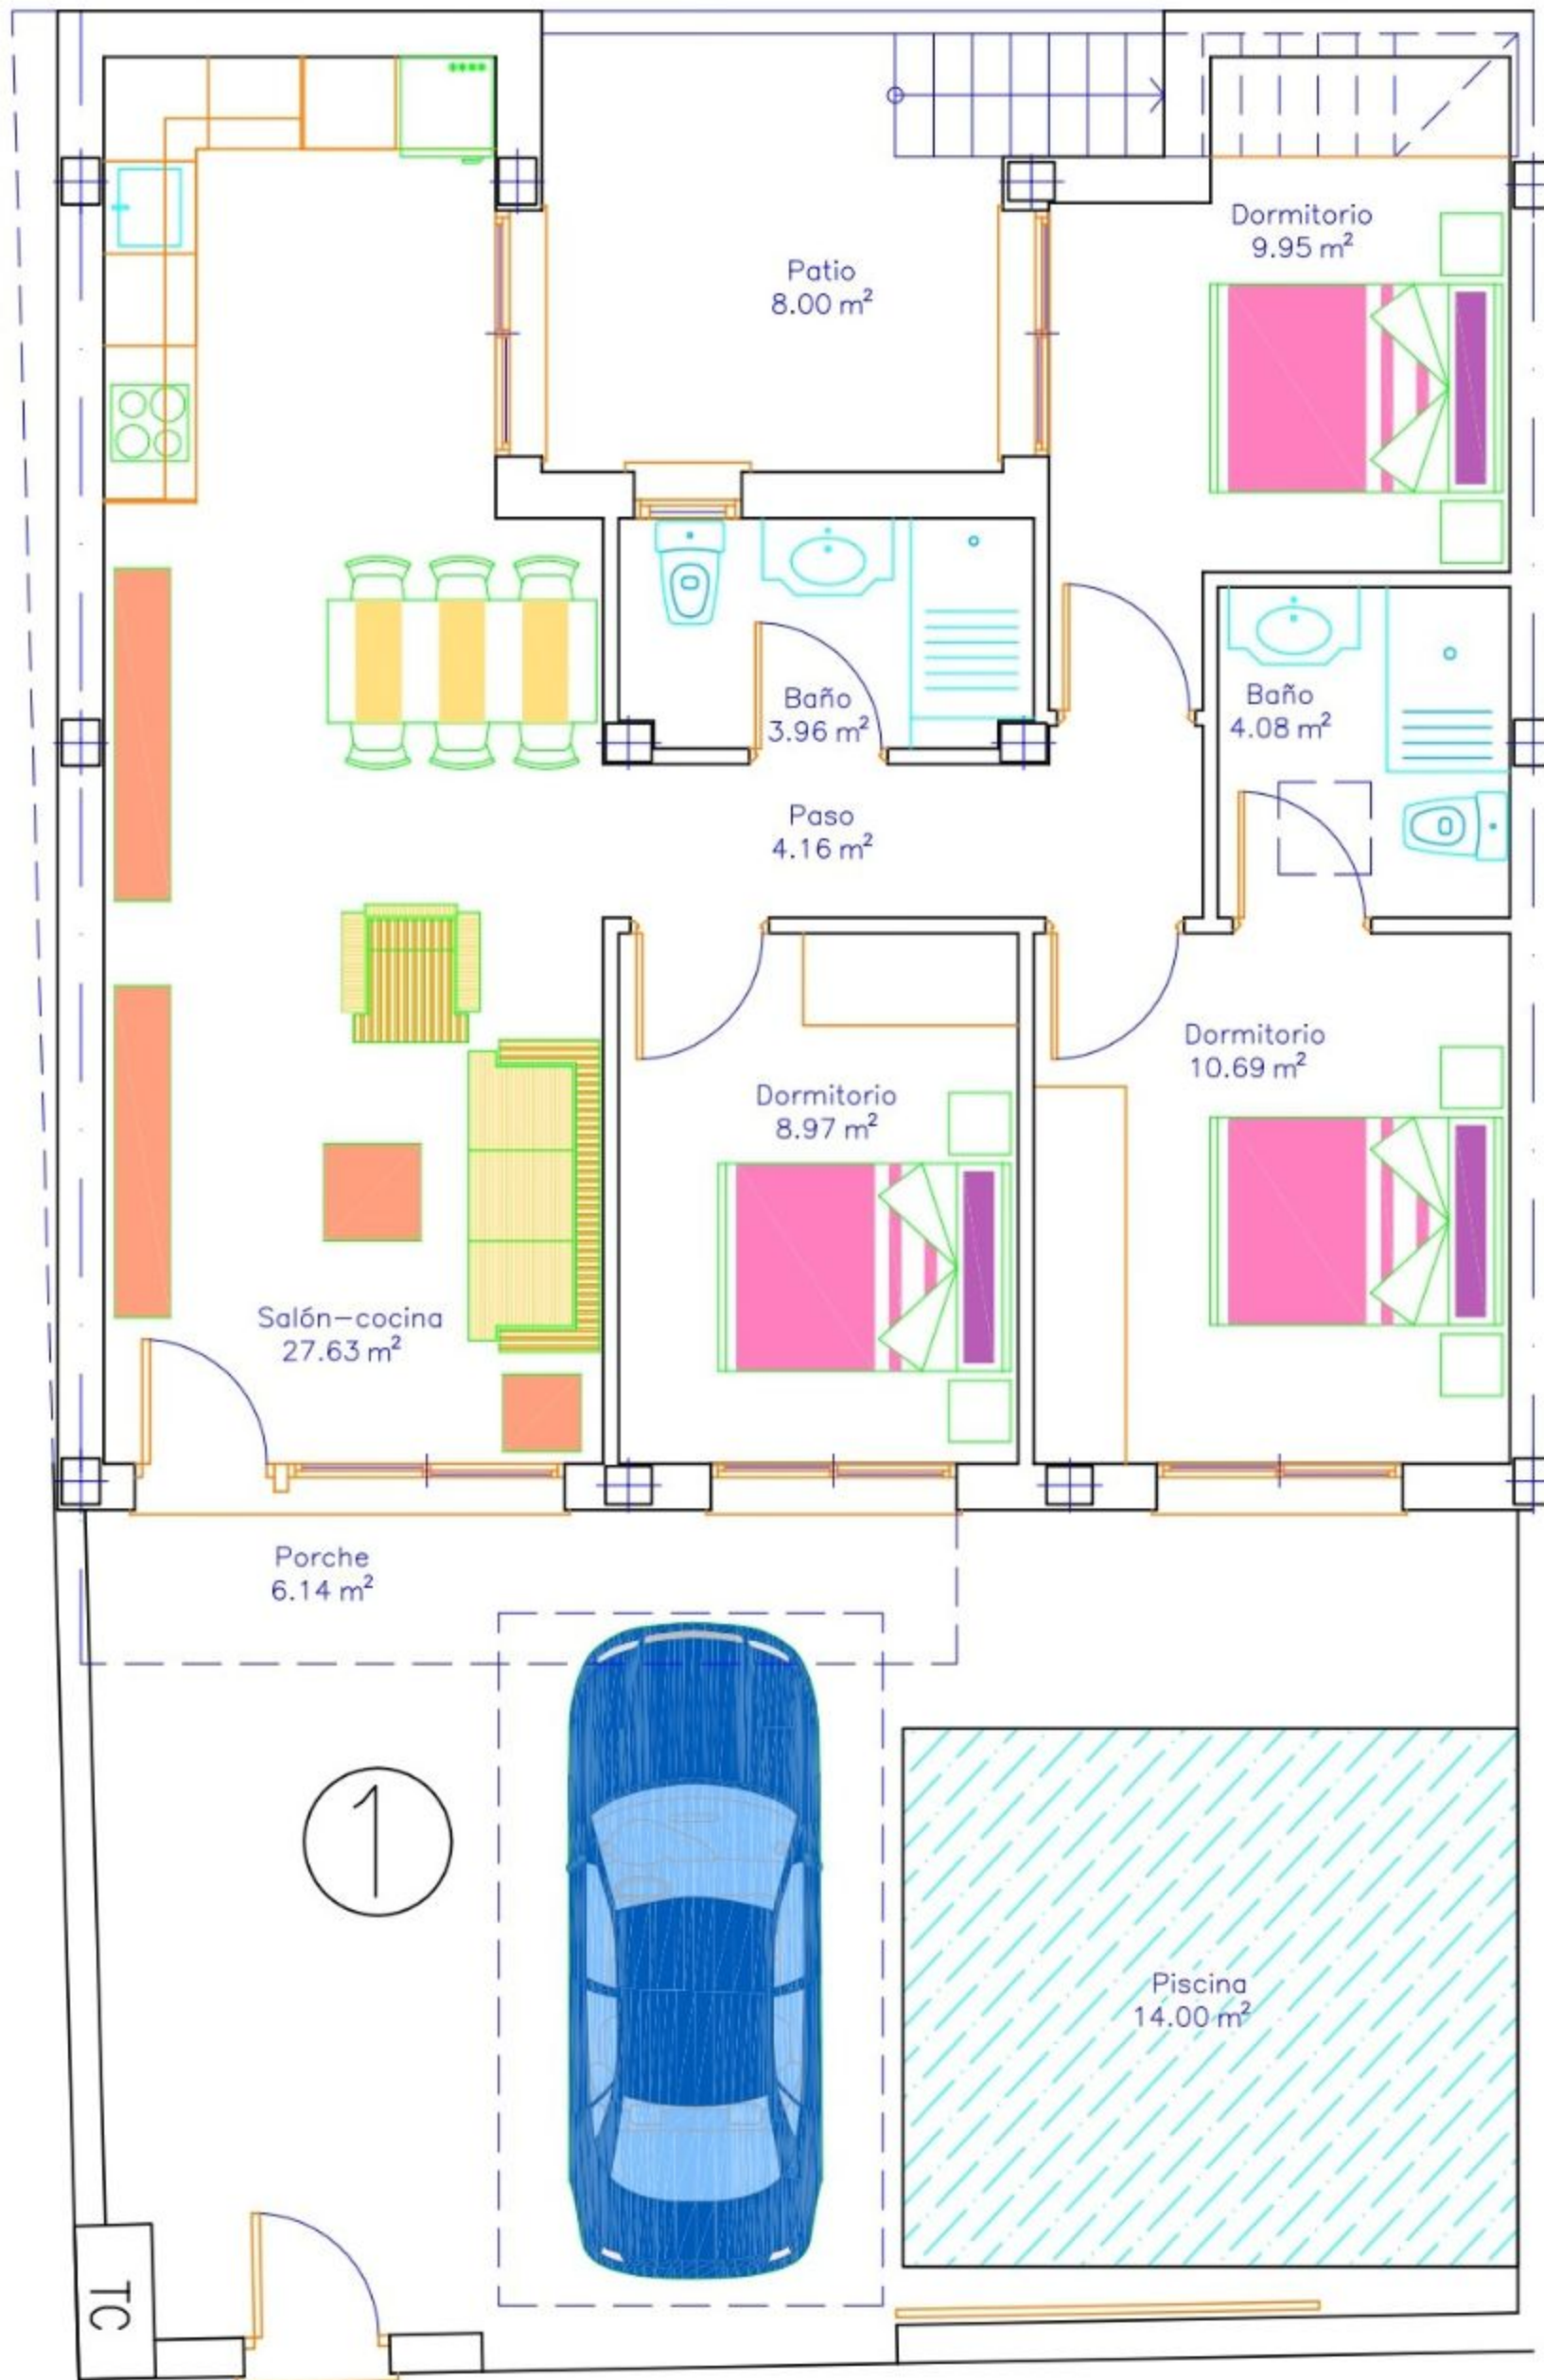 Dormitorio
9.95 m²
Patio
8.00 m²
Baño
3.96 m²
Baño
4.08 m²
Paso
4.16 m²
Dormitorio
10.69 m²
Dormitorio
8.97 m²
Salón-cocina
27.63 m²
Porche
6.14 m²
1
Piscina
14.00 m²
TC